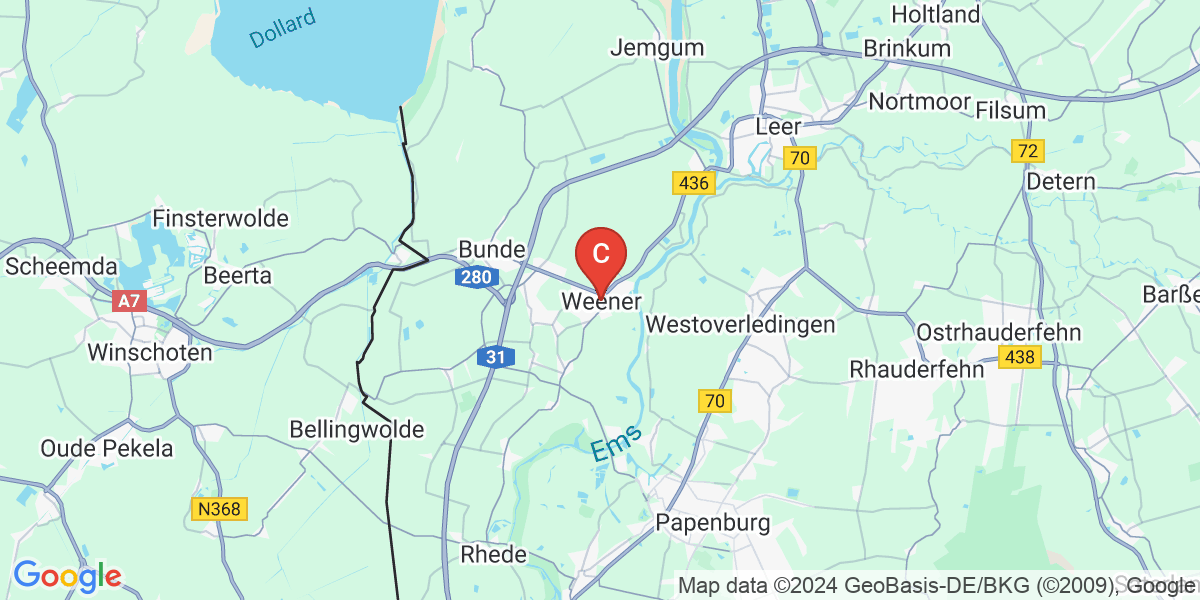 Holtland
Dollard
Jemgum
Brinkum
Nortmoor
Filsum
Leer
70
72
436
Detern
Finsterwolde
Bunde
C
Scheemda
Beerta
280
A7
Weener
Barße
Westoverledingen
Ostrhauderfehn
Winschoten
31
438
Rhauderfehn
70
Bellingwolde
Ems
Oude Pekela
N368
Papenburg
Rhede
Google
Map data ©2024 GeoBasis-DE/BKG (©2009), Google